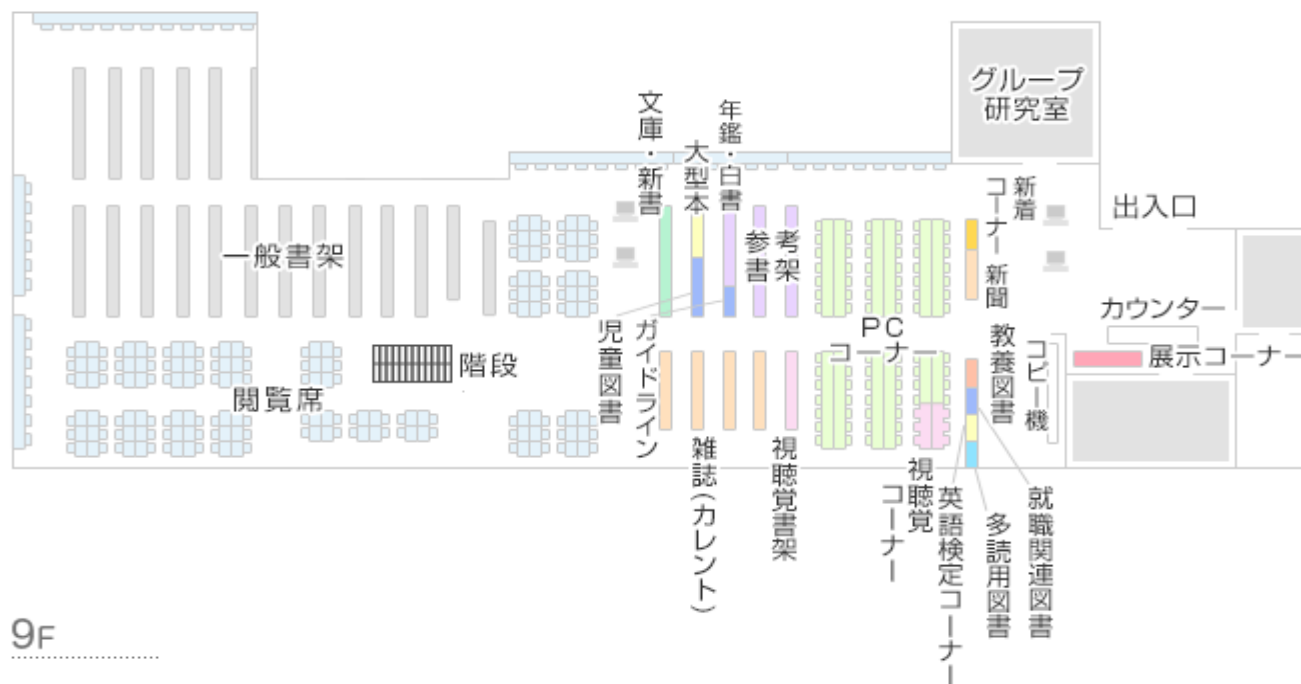 グループ
研究室
文庫・新書
大型本
年鑑・白書
新着
コーナー
出入口
一般書架
参考
書架
新聞
カウンター
PC
コーナー
児童図書
ガイドライン
教養図書
コピー機
展示コーナー
階段
閲覧席
雑誌(カレント)
視聴覚書架
視聴覚
コーナー
英語検定コーナー
多読用図書
就職関連図書
9F